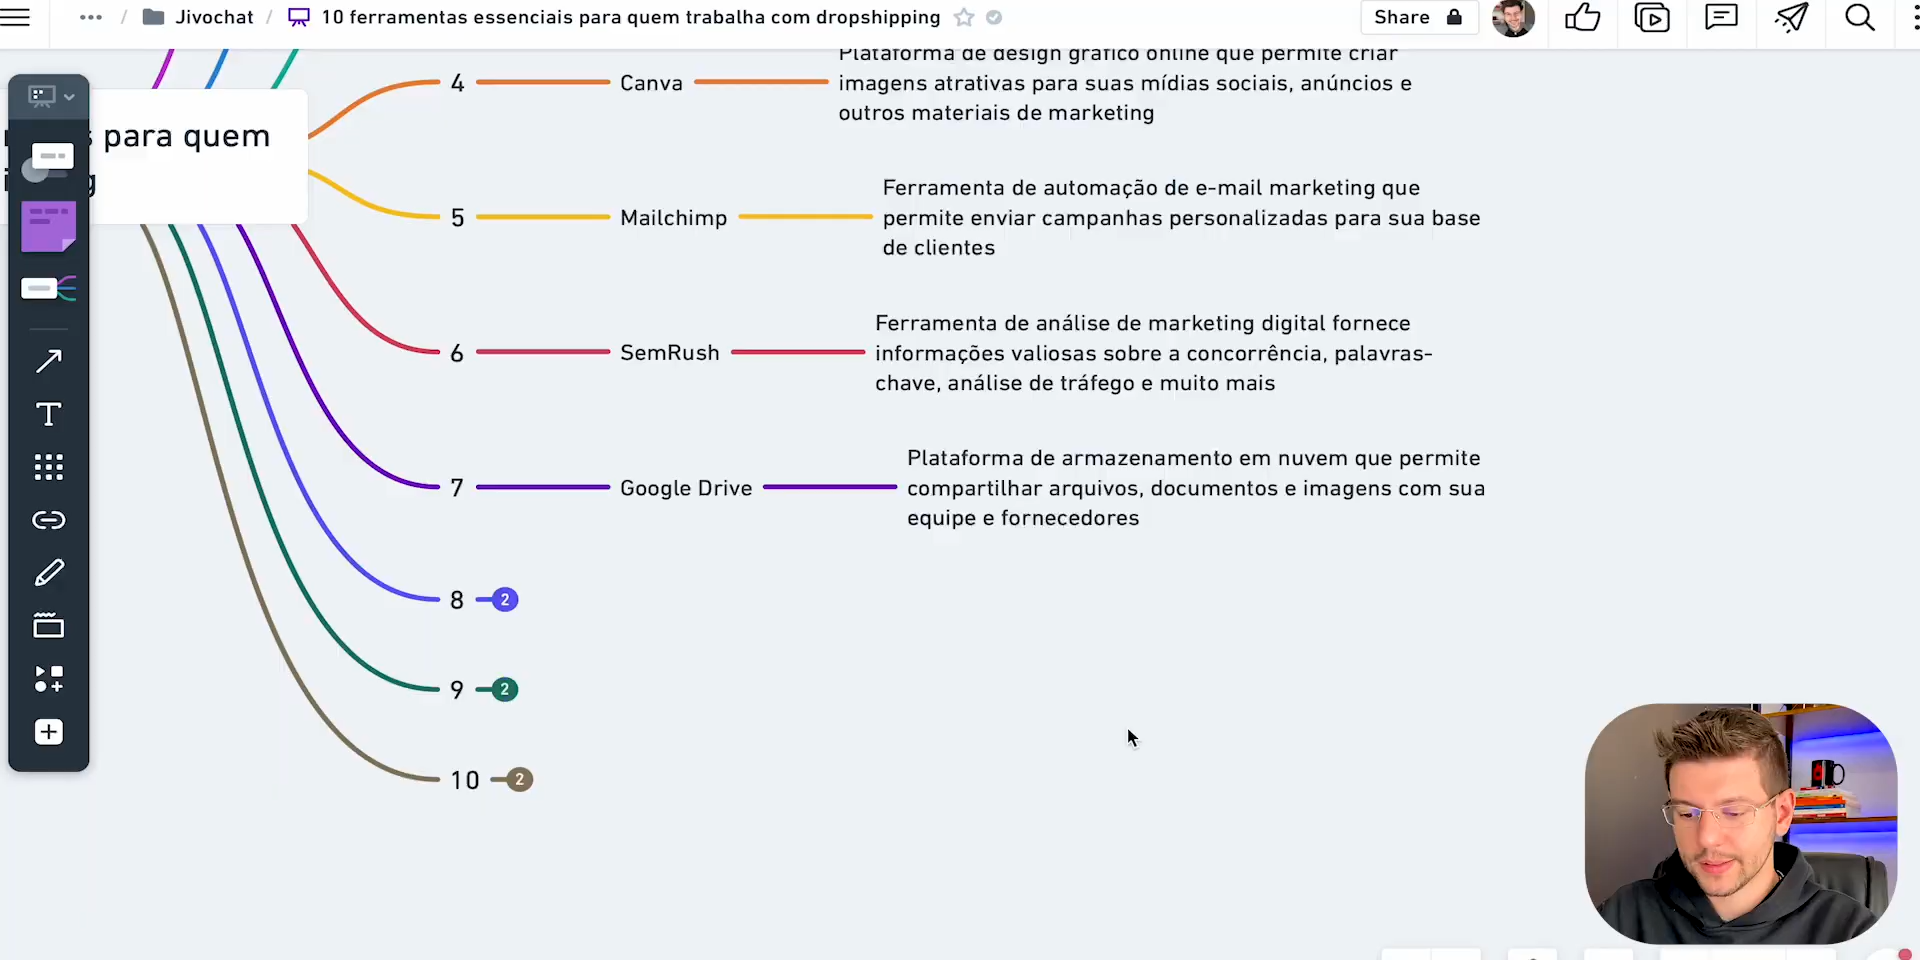 Jivochat / 10 ferramentas essenciais para quem trabalha com dropshipping
Share
para quem
g
4 Canva
Plataforma de design gráfico online que permite criar
imagens atrativas para suas mídias sociais, anúncios e
outros materiais de marketing
5 Mailchimp
Ferramenta de automação de e-mail marketing que
permite enviar campanhas personalizadas para sua base
de clientes
6 SemRush
Ferramenta de análise de marketing digital fornece
informações valiosas sobre a concorrência, palavras-
chave, análise de tráfego e muito mais
7 Google Drive
Plataforma de armazenamento em nuvem que permite
compartilhar arquivos, documentos e imagens com sua
equipe e fornecedores
8 2
9 2
10 2